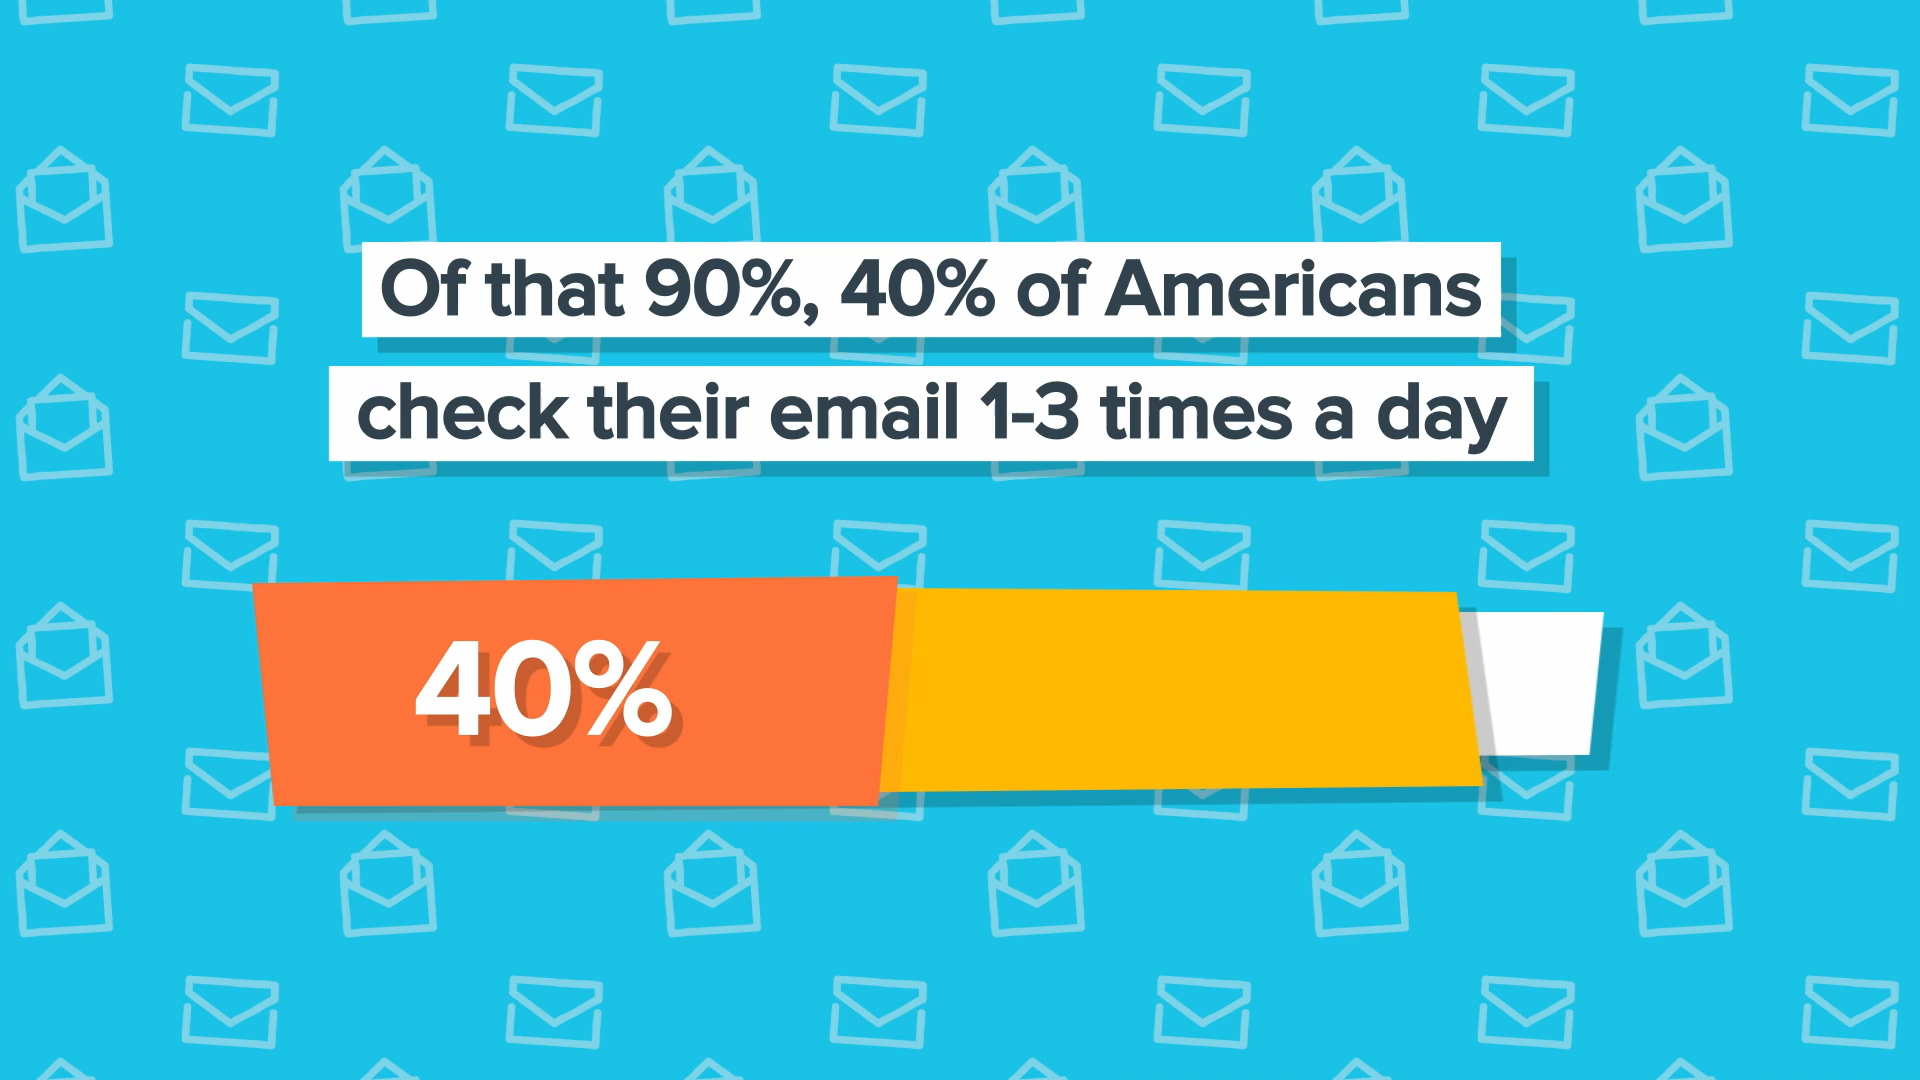 Of that 90%, 40% of Americans
check their email 1-3 times a day
40%